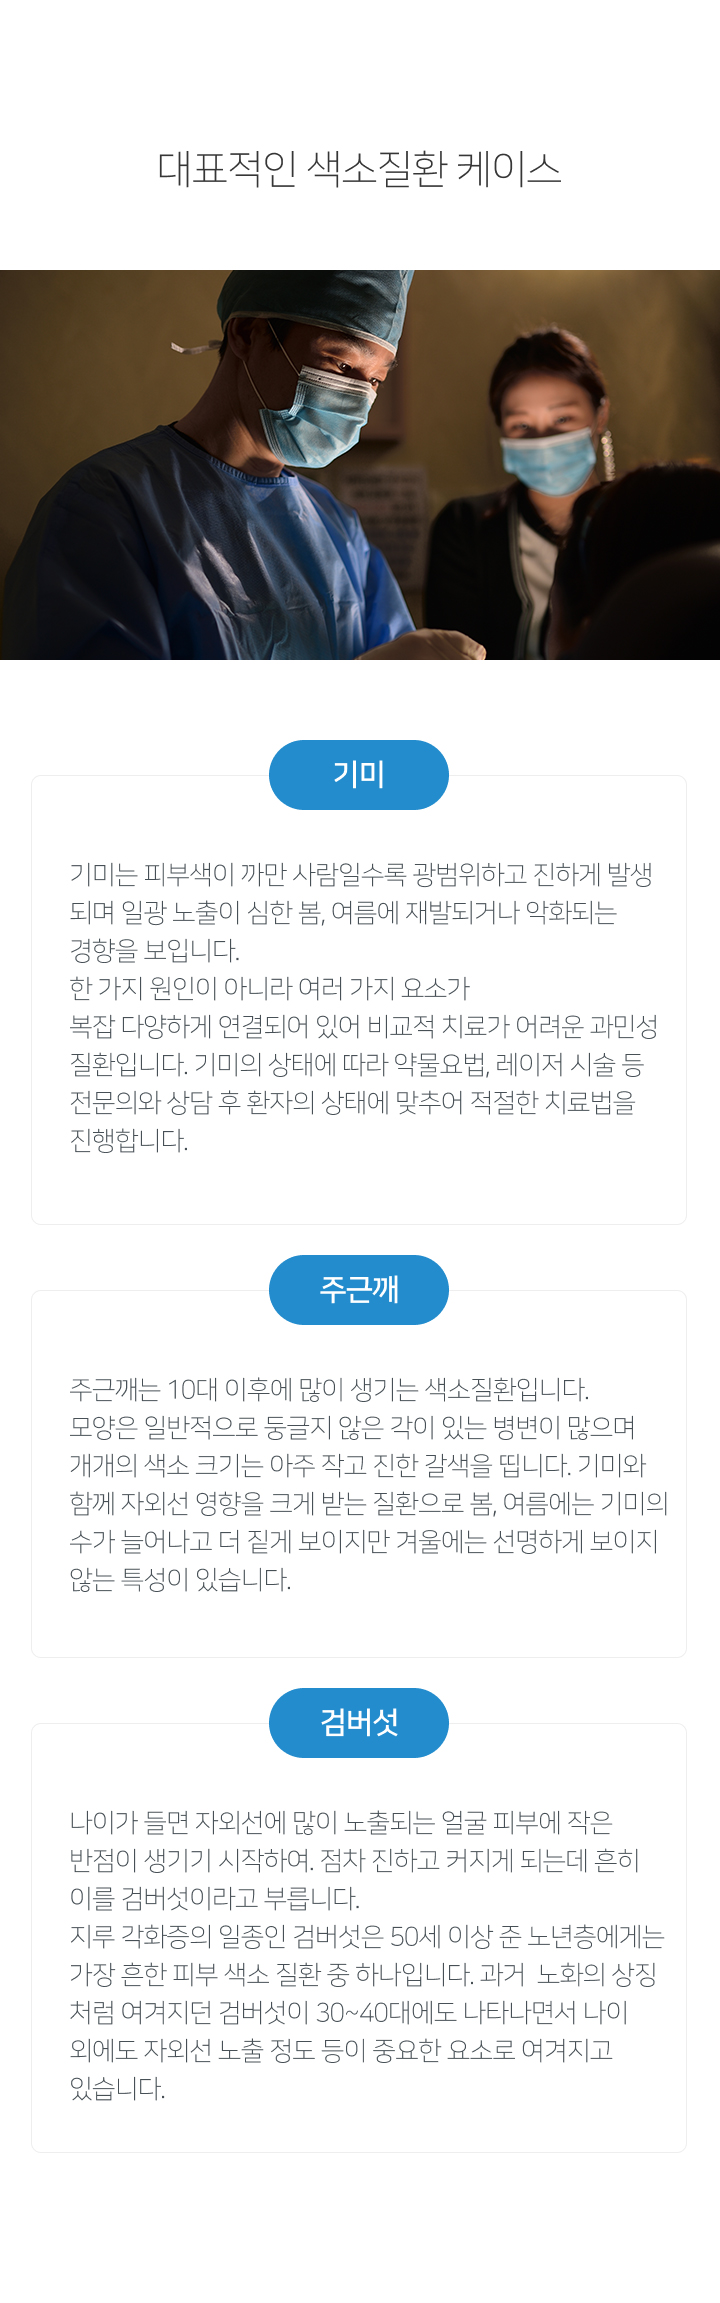 대표적인 색소질환 케이스
기미
기미는 피부색이 까만 사람일수록 광범위하고 진하게 발생
되며 일광 노출이 심한 봄, 여름에 재발되거나 악화되는
경향을 보입니다.
한 가지 원인이 아니라 여러 가지 요소가
복잡 다양하게 연결되어 있어 비교적 치료가 어려운 과민성
질환입니다. 기미의 상태에 따라 약물요법, 레이저 시술 등
전문의와 상담 후 환자의 상태에 맞추어 적절한 치료법을
진행합니다.
주근깨
주근깨는 10대 이후에 많이 생기는 색소질환입니다.
모양은 일반적으로 둥글지 않은 각이 있는 병변이 많으며
개개의 색소 크기는 아주 작고 진한 갈색을 띱니다. 기미와
함께 자외선 영향을 크게 받는 질환으로 봄, 여름에는 기미의
수가 늘어나고 더 짙게 보이지만 겨울에는 선명하게 보이지
않는 특성이 있습니다.
검버섯
나이가 들면 자외선에 많이 노출되는 얼굴 피부에 작은
반점이 생기기 시작하여. 점차 진하고 커지게 되는데 흔히
이를 검버섯이라고 부릅니다.
지루 각화증의 일종인 검버섯은 50세 이상 준 노년층에게는
가장 흔한 피부 색소 질환 중 하나입니다. 과거  노화의 상징
처럼 여겨지던 검버섯이 30~40대에도 나타나면서 나이
외에도 자외선 노출 정도 등이 중요한 요소로 여겨지고
있습니다.